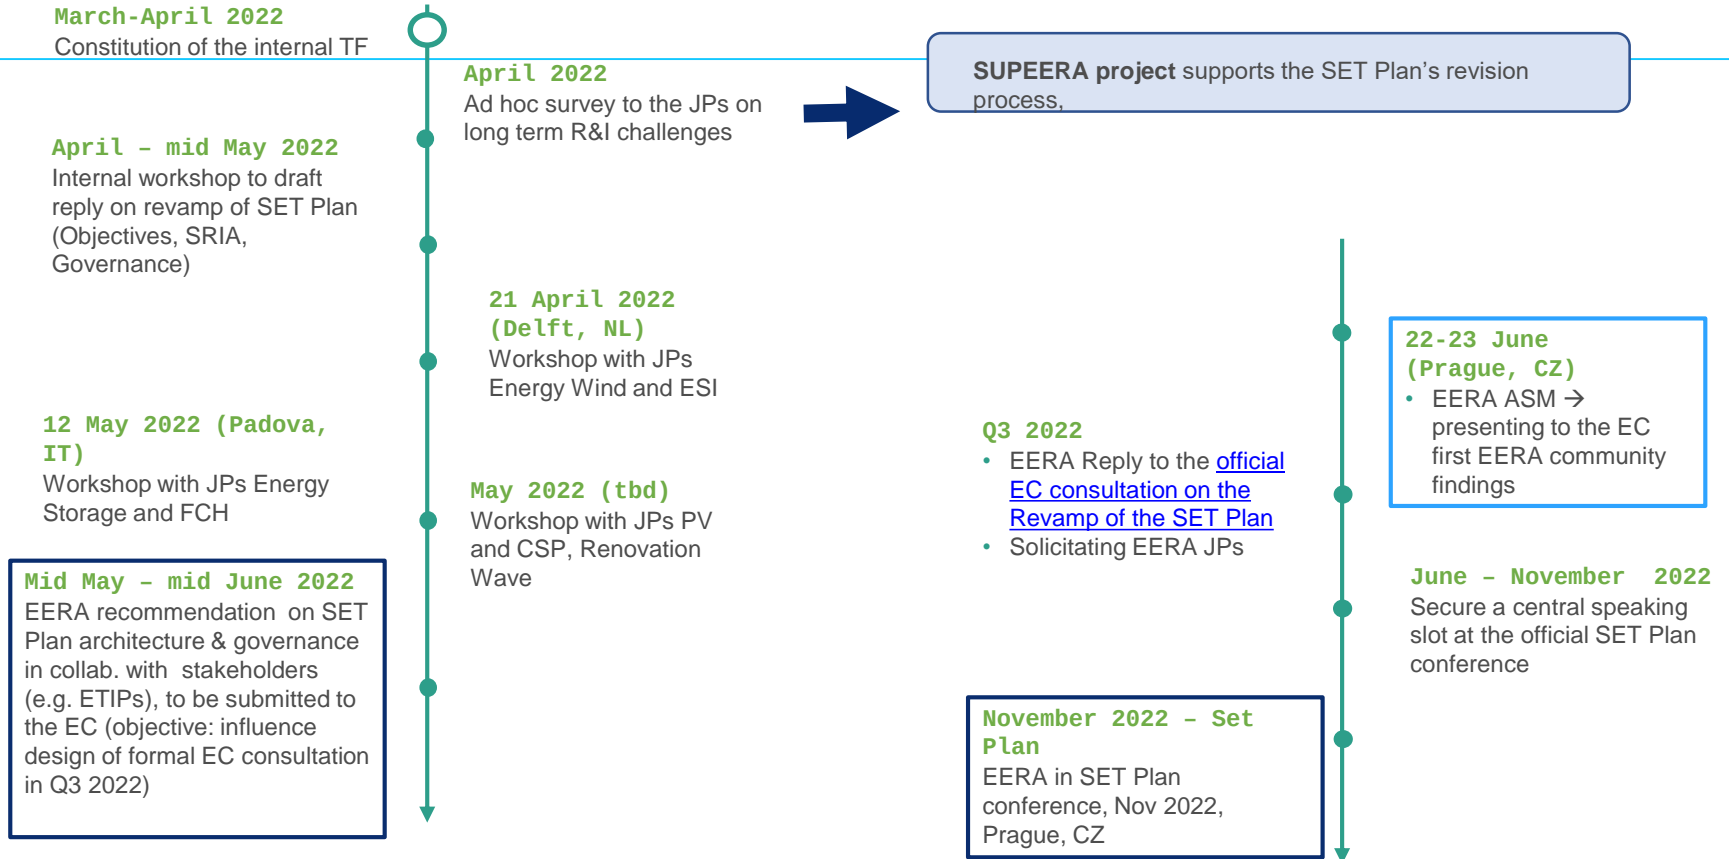 March-April 2022
Constitution of the internal TF
April 2022
Ad hoc survey to the JPs on
long term R&I challenges
SUPEERA project supports the SET Plan's revision
process,
April – mid May 2022
Internal workshop to draft
reply on revamp of SET Plan
(Objectives, SRIA,
Governance)
21 April 2022
(Delft, NL)
Workshop with JPs
Energy Wind and ESI
12 May 2022 (Padova,
IT)
Workshop with JPs Energy
Storage and FCH
May 2022 (tbd)
Workshop with JPs PV
and CSP, Renovation
Wave
Mid May – mid June 2022
EERA recommendation on SET
Plan architecture & governance
in collab. with stakeholders
(e.g. ETIPs), to be submitted to
the EC (objective: influence
design of formal EC consultation
in Q3 2022)
22-23 June
(Prague, CZ)
• EERA ASM →
presenting to the EC
first EERA community
findings
Q3 2022
• EERA Reply to the official
EC consultation on the
Revamp of the SET Plan
• Solicitating EERA JPs
June – November 2022
Secure a central speaking
slot at the official SET Plan
conference
November 2022 – Set
Plan
EERA in SET Plan
conference, Nov 2022,
Prague, CZ